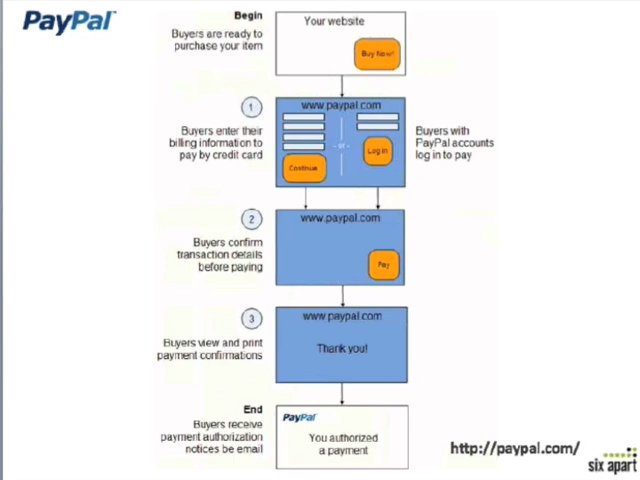 PayPal
Begin
Buyers are ready to
purchase your item
Your website
Buy Now!
1
Buyers enter their
billing information to
pay by credit card
www.paypal.com
- or -
Log in
Continue
Buyers with
PayPal accounts
log in to pay
2
Buyers confirm
transaction details
before paying
www.paypal.com
Pay
3
Buyers view and print
payment confirmations
www.paypal.com
Thank you!
End
Buyers receive
payment authorization
notices be email
PayPal
You authorized
a payment
http://paypal.com/
six apart